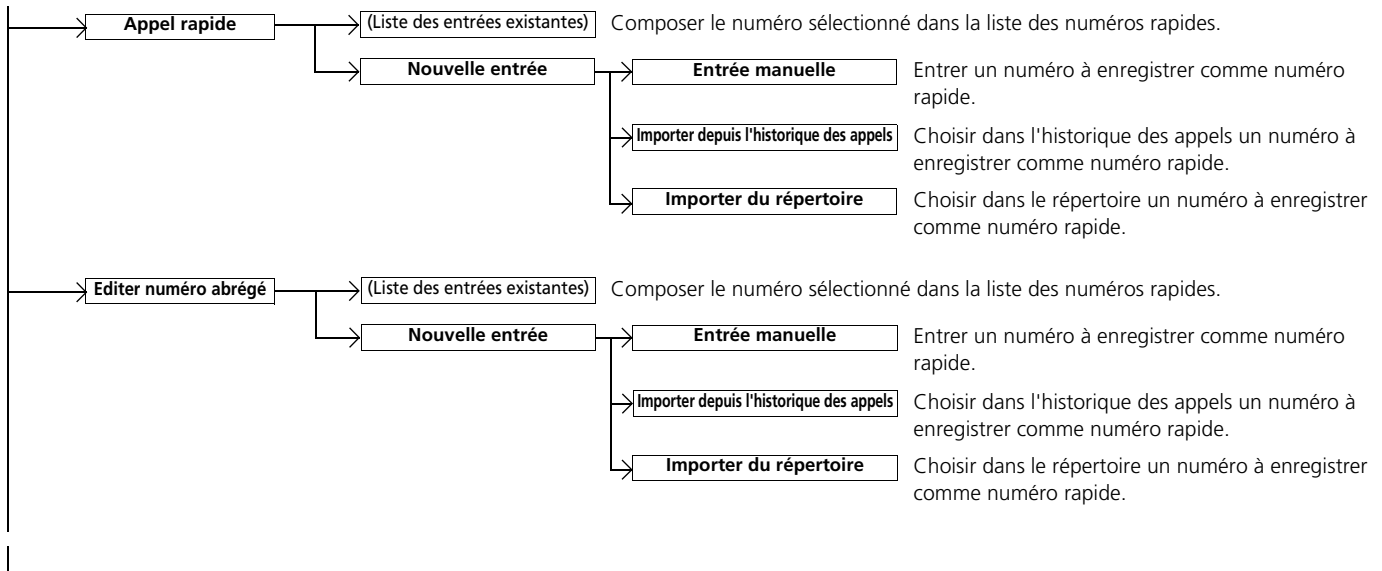 Appel rapide
(Liste des entrées existantes)
Composer le numéro sélectionné dans la liste des numéros rapides.
Nouvelle entrée
Entrée manuelle
Entrer un numéro à enregistrer comme numéro
rapide.
Importer depuis l'historique des appels
Choisir dans l'historique des appels un numéro à
enregistrer comme numéro rapide.
Importer du répertoire
Choisir dans le répertoire un numéro à enregistrer
comme numéro rapide.
Editer numéro abrégé
(Liste des entrées existantes)
Composer le numéro sélectionné dans la liste des numéros rapides.
Nouvelle entrée
Entrée manuelle
Entrer un numéro à enregistrer comme numéro
rapide.
Importer depuis l'historique des appels
Choisir dans l'historique des appels un numéro à
enregistrer comme numéro rapide.
Importer du répertoire
Choisir dans le répertoire un numéro à enregistrer
comme numéro rapide.